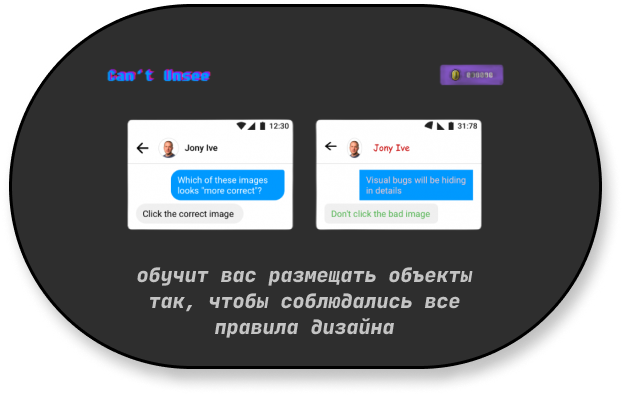 Can't Unsee
12:30
Jony Ive
Which of these images
looks "more correct"?
Click the correct image
31:78
Jony Ive
Visual bugs will be hiding
in details
Don't click the bad image
обучит вас размещать объекты
так, чтобы соблюдались все
правила дизайна